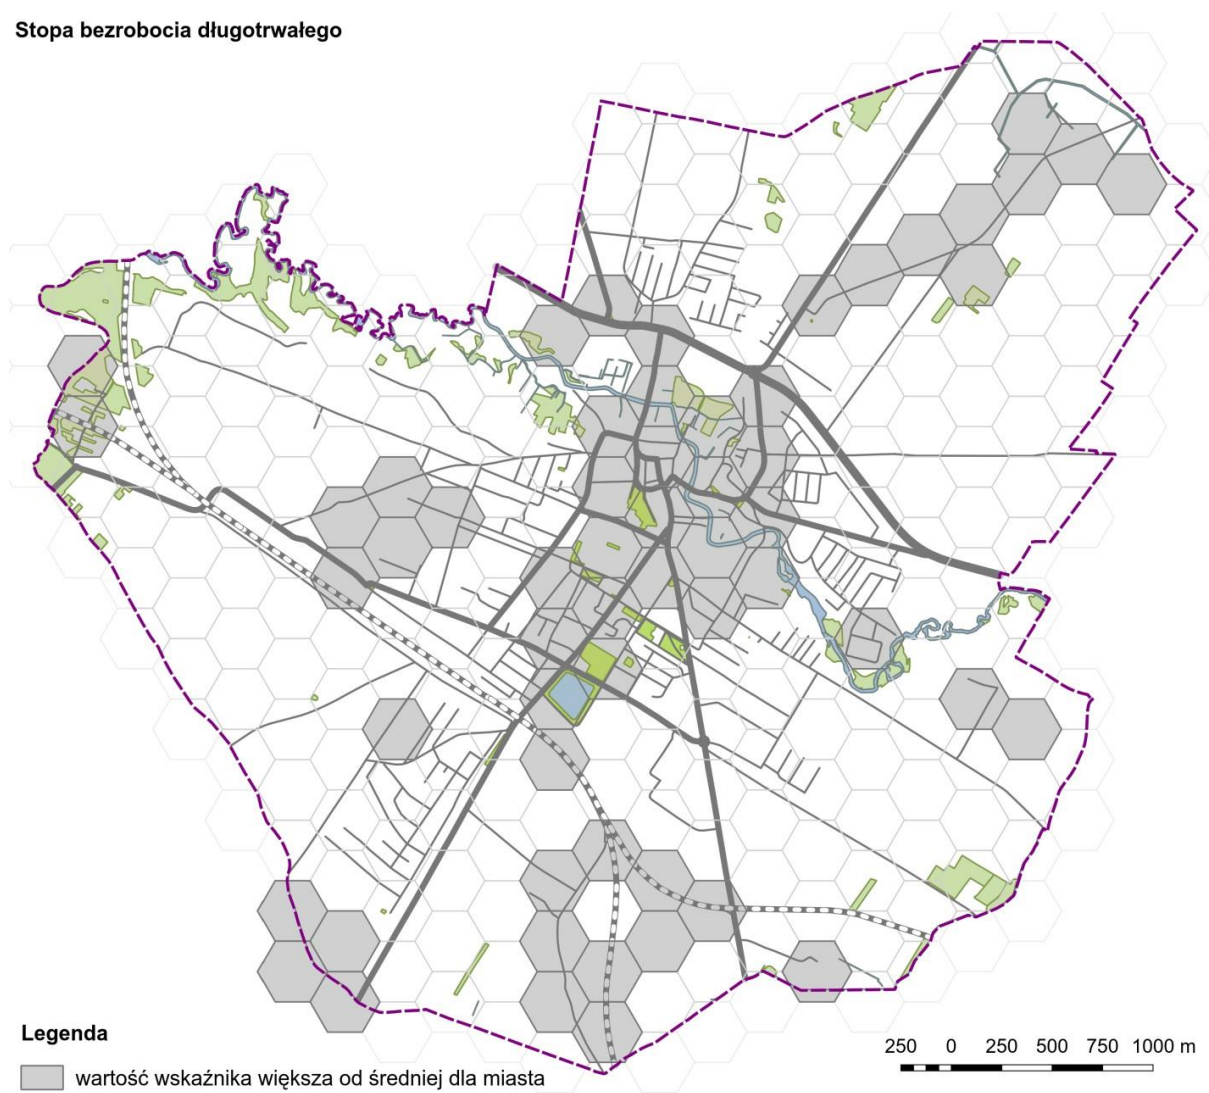 Stopa bezrobocia długotrwałego
Legenda
wartość wskaźnika większa od średniej dla miasta
250 0 250 500 750 1000 m